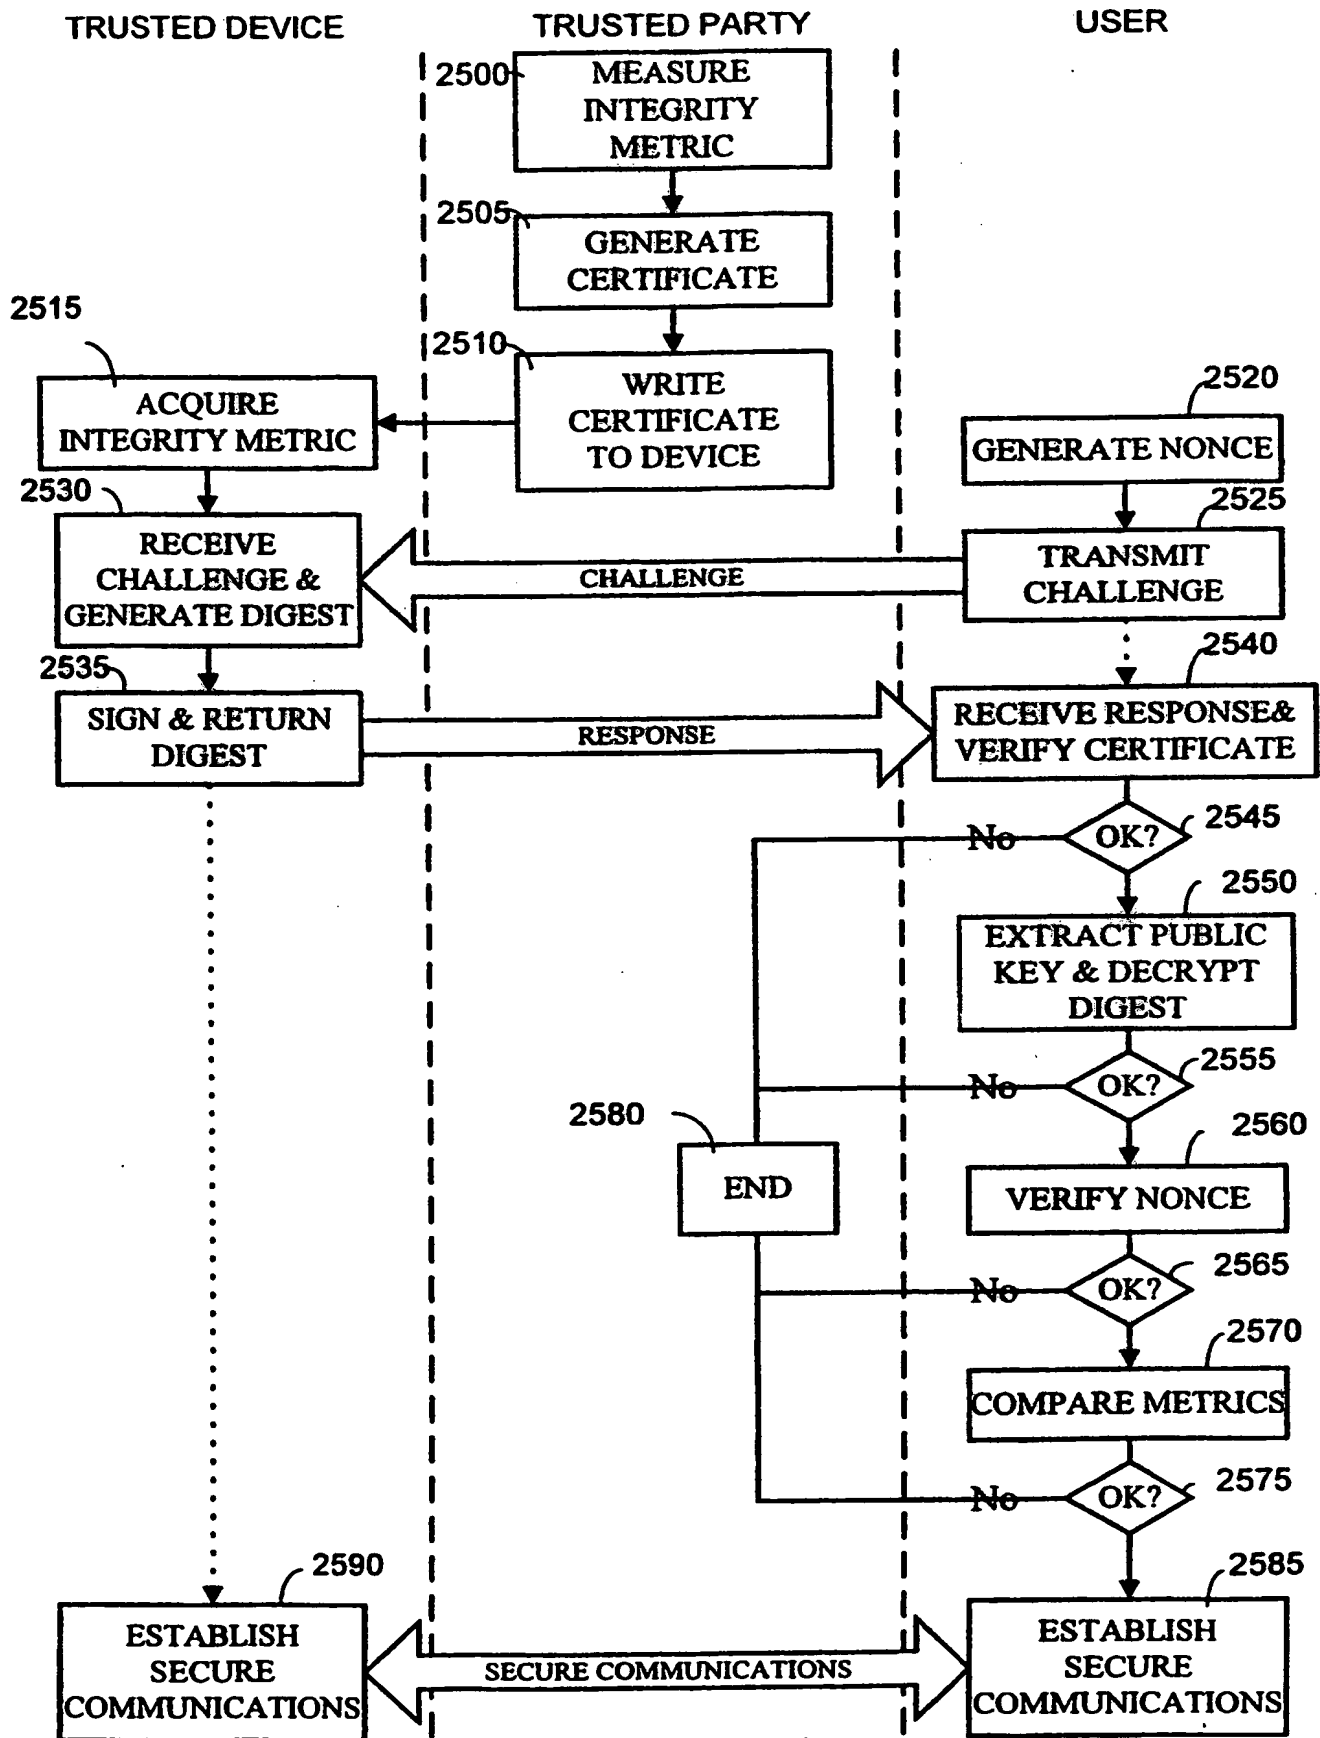 TRUSTED DEVICE
TRUSTED PARTY
USER
2500
MEASURE
INTEGRITY
METRIC
2505
GENERATE
CERTIFICATE
2510
WRITE
CERTIFICATE
TO DEVICE
2515
ACQUIRE
INTEGRITY METRIC
2520
GENERATE NONCE
2525
TRANSMIT
CHALLENGE
CHALLENGE
2530
RECEIVE
CHALLENGE &
GENERATE DIGEST
2535
SIGN & RETURN
DIGEST
RESPONSE
2540
RECEIVE RESPONSE&
VERIFY CERTIFICATE
2545
OK?
No
2550
EXTRACT PUBLIC
KEY & DECRYPT
DIGEST
2555
OK?
No
2580
END
2560
VERIFY NONCE
2565
OK?
No
2570
COMPARE METRICS
2575
OK?
No
2590
ESTABLISH
SECURE
COMMUNICATIONS
SECURE COMMUNICATIONS
2585
ESTABLISH
SECURE
COMMUNICATIONS